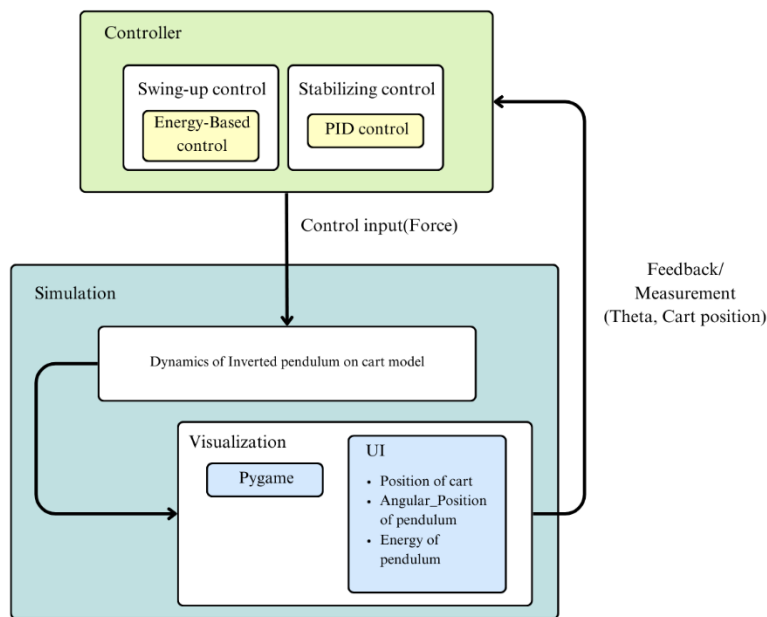 Controller
Swing-up control
Energy-Based
control
Stabilizing control
PID control
Control input(Force)
Feedback/
Measurement
(Theta, Cart position)
Simulation
Dynamics of Inverted pendulum on cart model
Visualization
Pygame
UI
• Position of cart
• Angular_Position
of pendulum
• Energy of
pendulum